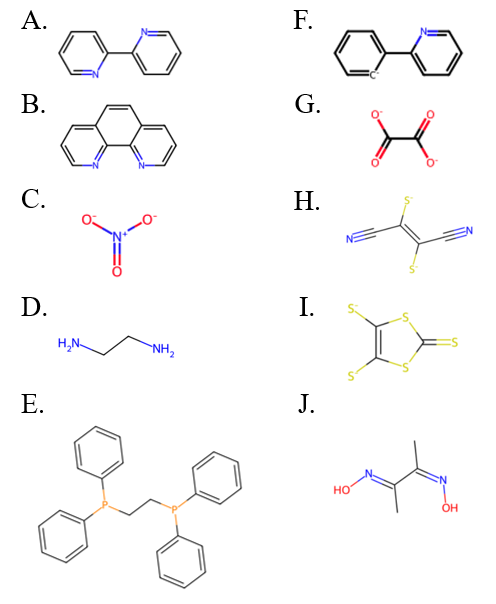 A.
N
N
B.
N N
C.
O⁻ O⁻
N⁺
O
D.
H₂N
NH₂
E.
P P
F.
N
C⁻
G.
O⁻ O
O O⁻
H.
S⁻
N N
S⁻
I.
S⁻ S
S
S S
J.
N N
HO
OH